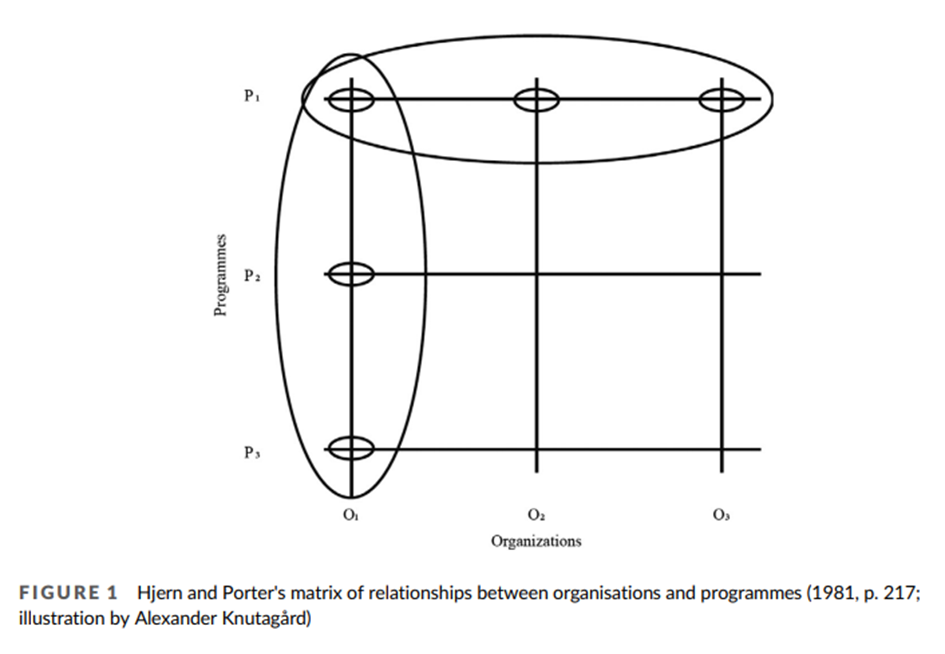 P₁
Programmes
P₂
P₃
O₁
O₂
O₃
Organizations
FIGURE 1 Hjern and Porter's matrix of relationships between organisations and programmes (1981, p. 217;
illustration by Alexander Knutagård)